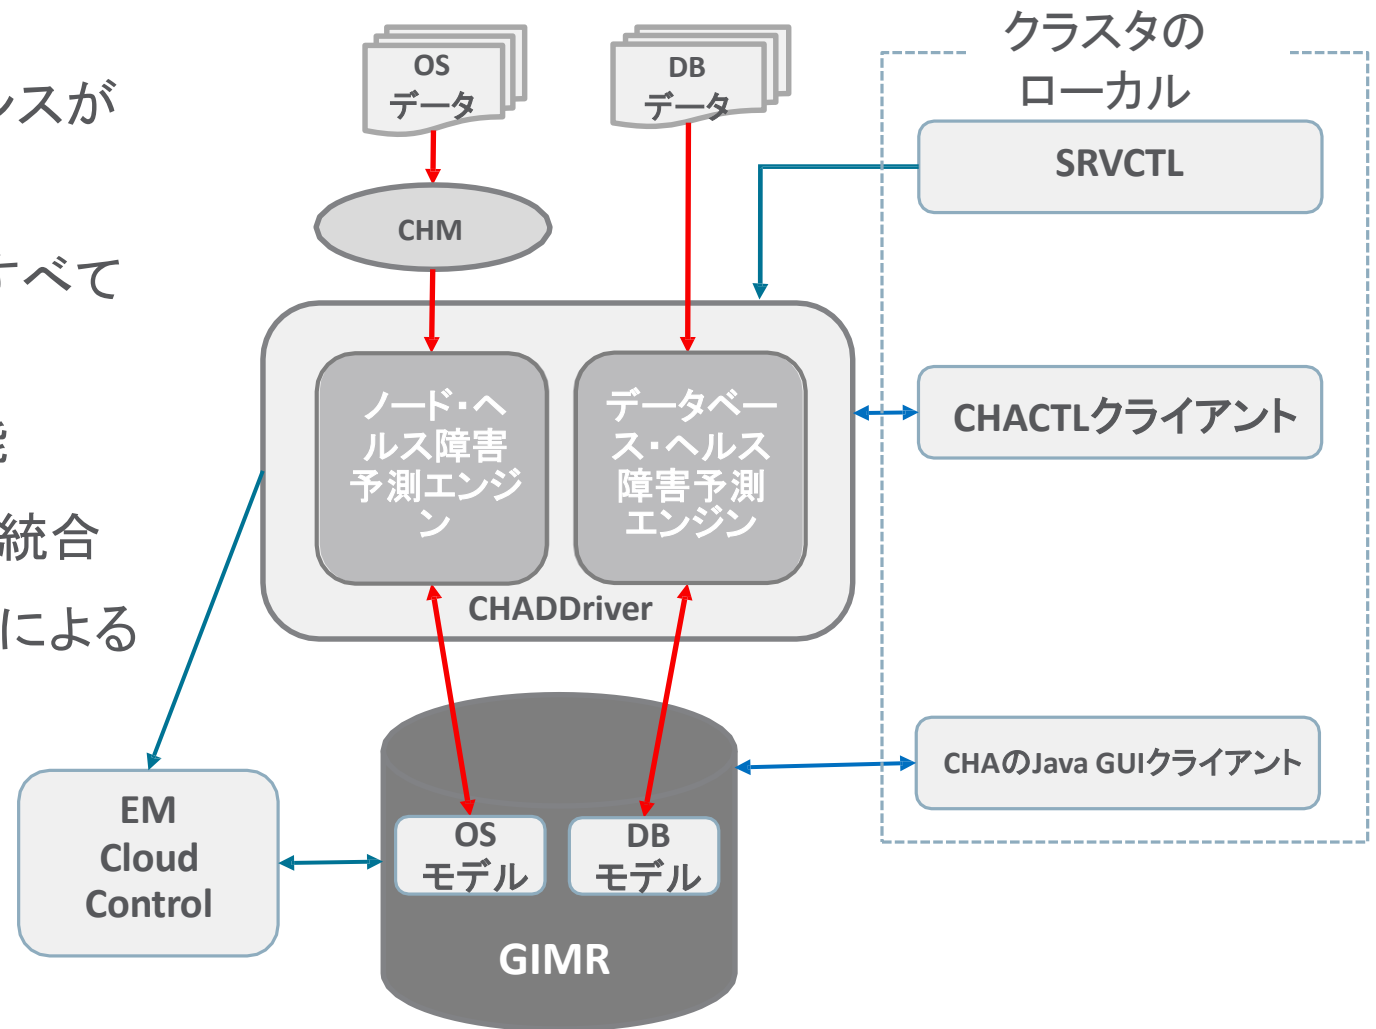 ンスが
すべて
能
統合
による
OS
データ
DB
データ
クラスタの
ローカル
SRVCTL
CHM
ノード・ヘ
ルス障害
予測エンジ
ン
データベー
ス・ヘルス
障害予測
エンジン
CHADDriver
CHACTLクライアント
CHAのJava GUIクライアント
EM
Cloud
Control
OS
モデル
DB
モデル
GIMR